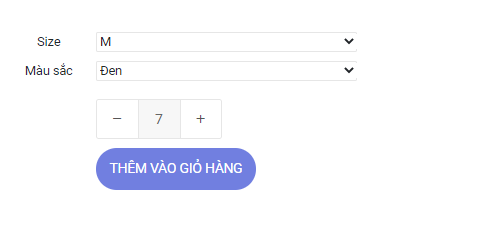 Size M
Màu sắc Đen
− 7 +
THÊM VÀO GIỎ HÀNG